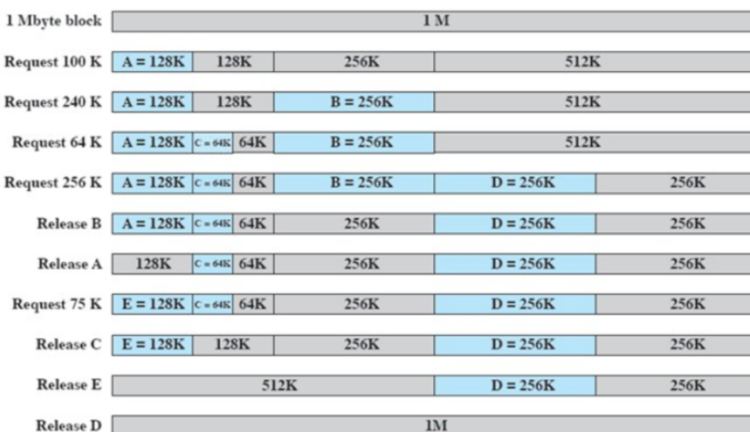 1 Mbyte block 1 M
Request 100 K A = 128K 128K 256K 512K
Request 240 K A = 128K 128K B = 256K 512K
Request 64 K A = 128K C = 64K 64K B = 256K 512K
Request 256 K A = 128K C = 64K 64K B = 256K D = 256K 256K
Release B A = 128K C = 64K 64K 256K D = 256K 256K
Release A 128K C = 64K 64K 256K D = 256K 256K
Request 75 K E = 128K C = 64K 64K 256K D = 256K 256K
Release C E = 128K 128K 256K D = 256K 256K
Release E 512K D = 256K 256K
Release D 1M